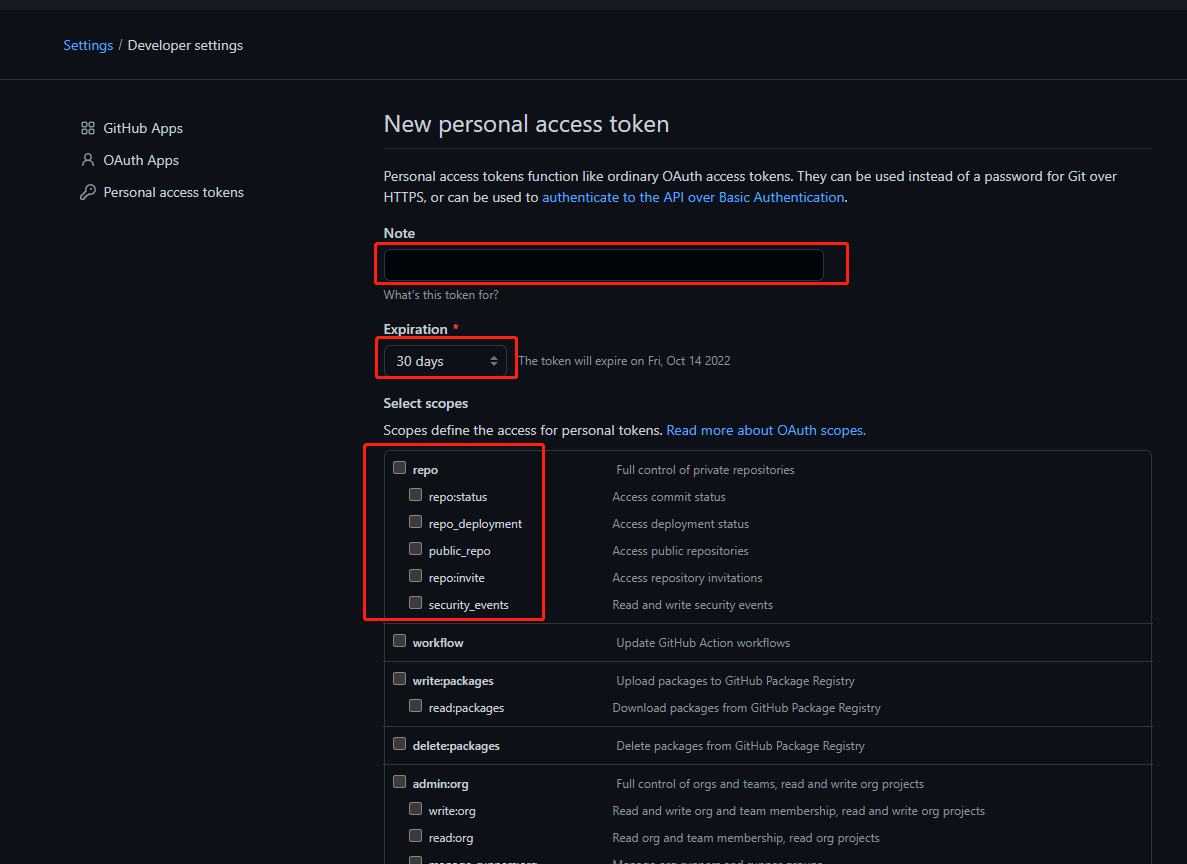 Settings / Developer settings
GitHub Apps
OAuth Apps
Personal access tokens
New personal access token
Personal access tokens function like ordinary OAuth access tokens. They can be used instead of a password for Git over
HTTPS, or can be used to authenticate to the API over Basic Authentication.
Note
What's this token for?
Expiration *
30 days The token will expire on Fri, Oct 14 2022
Select scopes
Scopes define the access for personal tokens. Read more about OAuth scopes.
repo Full control of private repositories
repo:status Access commit status
repo_deployment Access deployment status
public_repo Access public repositories
repo:invite Access repository invitations
security_events Read and write security events
workflow Update GitHub Action workflows
write:packages Upload packages to GitHub Package Registry
read:packages Download packages from GitHub Package Registry
delete:packages Delete packages from GitHub Package Registry
admin:org Full control of orgs and teams, read and write org projects
write:org Read and write org and team membership, read and write org projects
read:org Read org and team membership, read org projects